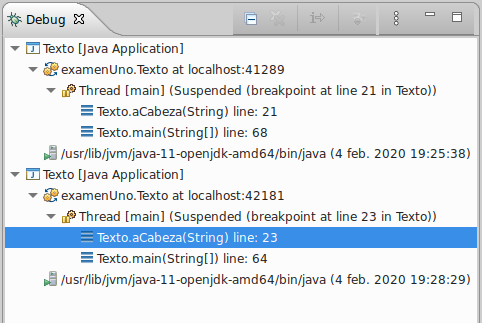 Debug
Texto [Java Application]
examenUno.Texto at localhost:41289
Thread [main] (Suspended (breakpoint at line 21 in Texto))
Texto.aCabeza(String) line: 21
Texto.main(String[]) line: 68
/usr/lib/jvm/java-11-openjdk-amd64/bin/java (4 feb. 2020 19:25:38)
Texto [Java Application]
examenUno.Texto at localhost:42181
Thread [main] (Suspended (breakpoint at line 23 in Texto))
Texto.aCabeza(String) line: 23
Texto.main(String[]) line: 64
/usr/lib/jvm/java-11-openjdk-amd64/bin/java (4 feb. 2020 19:28:29)